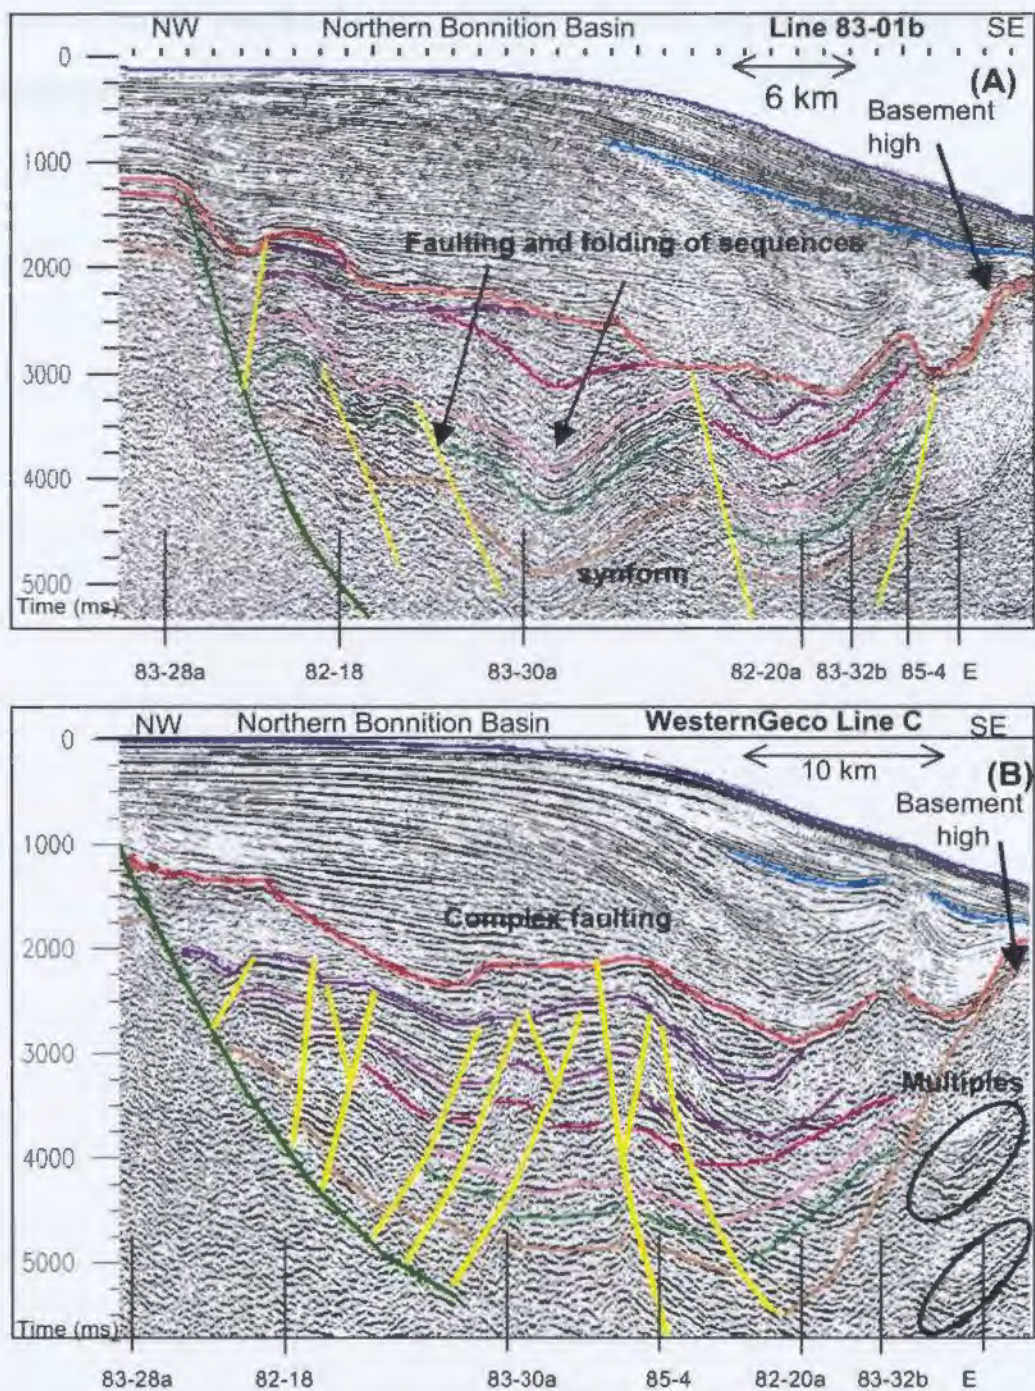 NW Northern Bonnition Basin Line 83-01b SE
0
(A)
6 km
Basement
high
1000
2000
Faulting and folding of sequences
3000
4000
synform
5000
Time (ms)
83-28a 82-18 83-30a 82-20a 83-32b 85-4 E
NW Northern Bonnition Basin WesternGeco Line C SE
0
10 km
(B)
Basement
high
1000
Complex faulting
2000
3000
Multiples
4000
5000
Time (ms)
83-28a 82-18 83-30a 85-4 82-20a 83-32b E